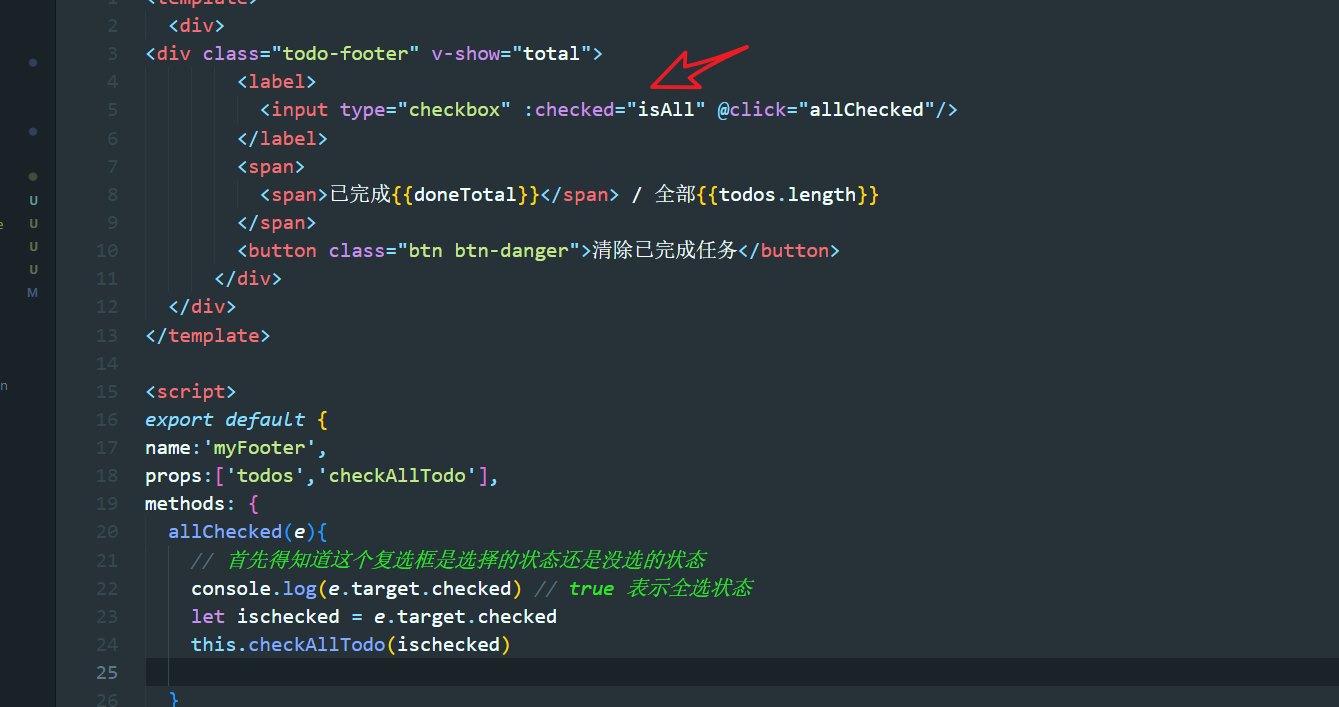 1 <template>
2 <div>
3 <div class="todo-footer" v-show="total">
4 <label>
5 <input type="checkbox" :checked="isAll" @click="allChecked"/>
6 </label>
7 <span>
8 <span>已完成{{doneTotal}}</span> / 全部{{todos.length}}
9 </span>
10 <button class="btn btn-danger">清除已完成任务</button>
11 </div>
12 </div>
13 </template>
14
15 <script>
16 export default {
17 name:'myFooter',
18 props:['todos','checkAllTodo'],
19 methods: {
20 allChecked(e){
21 // 首先得知道这个复选框是选择的状态还是没选的状态
22 console.log(e.target.checked) // true 表示全选状态
23 let ischecked = e.target.checked
24 this.checkAllTodo(ischecked)
25
26 }
U
U
U
U
M
e
n